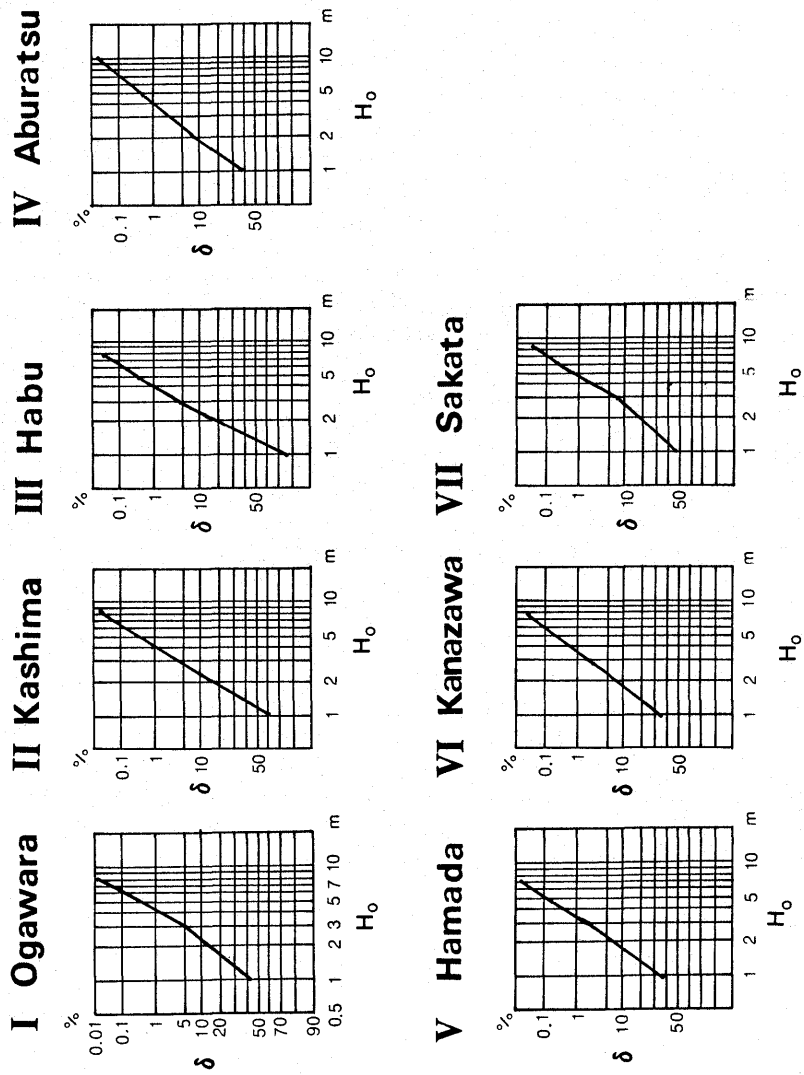 I Ogawara
%
0.01
0.1
1
5
10
20
50
70
90
δ
0.5 1 2 3 5 7 10 m
Ho
II Kashima
%
0.1
1
10
50
δ
1 2 5 10 m
Ho
III Habu
%
0.1
1
10
50
δ
1 2 5 10 m
Ho
IV Aburatsu
%
0.1
1
10
50
δ
1 2 5 10 m
Ho
V Hamada
%
0.1
1
10
50
δ
1 2 5 10 m
Ho
VI Kanazawa
%
0.1
1
10
50
δ
1 2 5 10 m
Ho
VII Sakata
%
0.1
1
10
50
δ
1 2 5 10 m
Ho